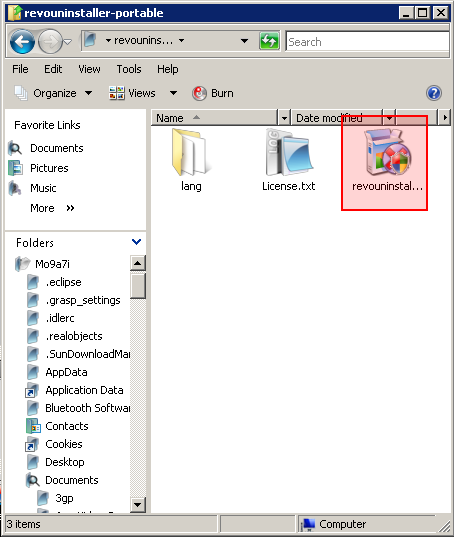 revouninstaller-portable
revounins...
Search
File Edit View Tools Help
Organize Views Burn
Favorite Links
Documents
Pictures
Music
More »
Name Date modified
lang License.txt revouninstal...
Folders
Mo9a7i
.eclipse
.grasp_settings
.idlerc
.realobjects
.SunDownloadMa
AppData
Application Data
Bluetooth Softwa
Contacts
Cookies
Desktop
Documents
3gp
3 items Computer